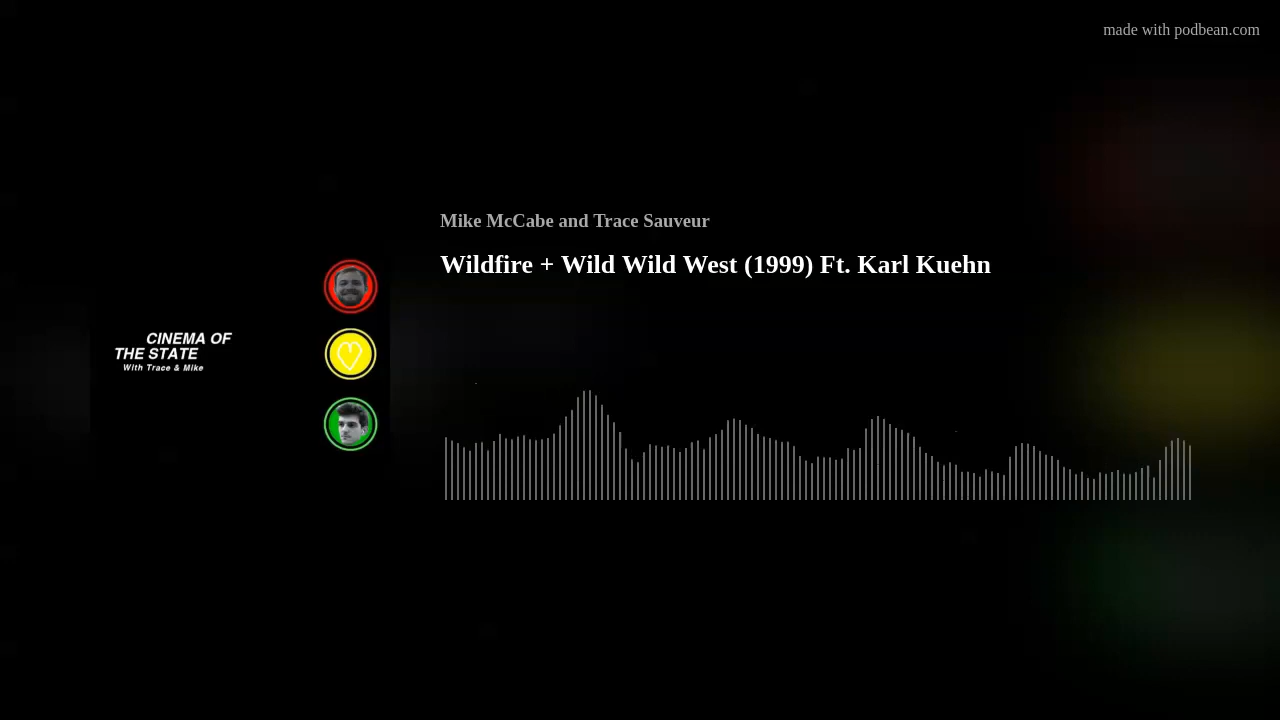 made with podbean.com
Mike McCabe and Trace Sauveur
Wildfire + Wild Wild West (1999) Ft. Karl Kuehn
CINEMA OF
THE STATE
With Trace & Mike